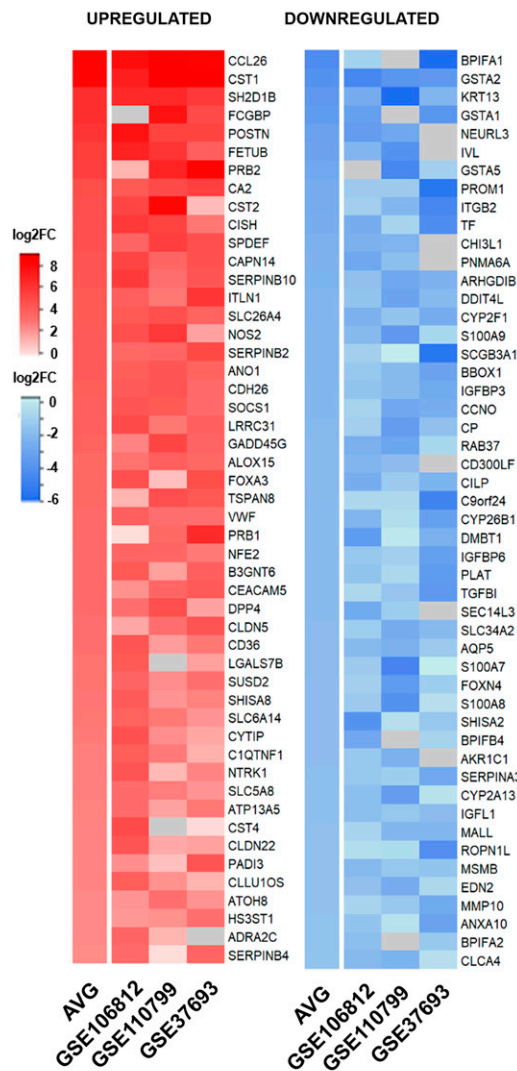 UPREGULATED
DOWNREGULATED
log2FC
8
6
4
2
0
log2FC
0
-2
-4
-6
CCL26
CST1
SH2D1B
FCGBP
POSTN
FETUB
PRB2
CA2
CST2
CISH
SPDEF
CAPN14
SERPINB10
ITLN1
SLC26A4
NOS2
SERPINB2
ANO1
CDH26
SOCS1
LRRC31
GADD45G
ALOX15
FOXA3
TSPAN8
VWF
PRB1
NFE2
B3GNT6
CEACAM5
DPP4
CLDN5
CD36
LGALS7B
SUSD2
SHISA8
SLC6A14
CYTIP
C1QTNF1
NTRK1
SLC5A8
ATP13A5
CST4
CLDN22
PADI3
CLLU1OS
ATOH8
HS3ST1
ADRA2C
SERPINB4
BPIFA1
GSTA2
KRT13
GSTA1
NEURL3
IVL
GSTA5
PROM1
ITGB2
TF
CHI3L1
PNMA6A
ARHGDIB
DDIT4L
CYP2F1
S100A9
SCGB3A1
BBOX1
IGFBP3
CCNO
CP
RAB37
CD300LF
CILP
C9orf24
CYP26B1
DMBT1
IGFBP6
PLAT
TGFBI
SEC14L3
SLC34A2
AQP5
S100A7
FOXN4
S100A8
SHISA2
BPIFB4
AKR1C1
SERPINA3
CYP2A13
IGFL1
MALL
ROPN1L
MSMB
EDN2
MMP10
ANXA10
BPIFA2
CLCA4
AVG
GSE106812
GSE110799
GSE37693
AVG
GSE106812
GSE110799
GSE37693